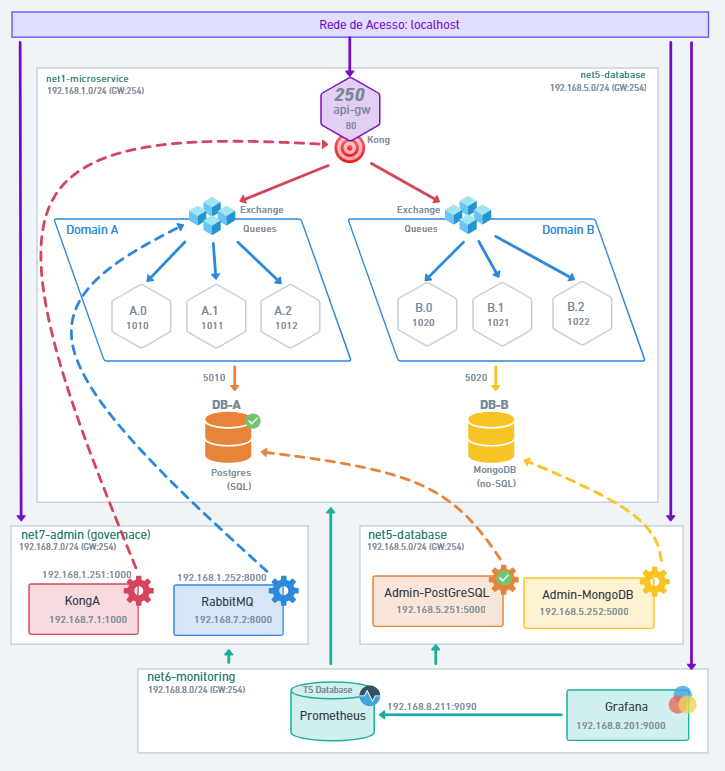 Rede de Acesso: localhost
net1-microservice
192.168.1.0/24 (GW:254)
net5-database
192.168.5.0/24 (GW:254)
250
api-gw
80
Kong
Exchange
Queues
Exchange
Queues
Domain A
Domain B
A.0
1010
A.1
1011
A.2
1012
B.0
1020
B.1
1021
B.2
1022
5010
5020
DB-A
DB-B
Postgres
(SQL)
MongoDB
(no-SQL)
net7-admin (governace)
192.168.7.0/24 (GW:254)
192.168.1.251:1000
192.168.1.252:8000
KongA
192.168.7.1:1000
RabbitMQ
192.168.7.2:8000
net5-database
192.168.5.0/24 (GW:254)
Admin-PostGreSQL
192.168.5.251:5000
Admin-MongoDB
192.168.5.252:5000
net6-monitoring
192.168.8.0/24 (GW:254)
TS Database
Prometheus
192.168.8.211:9090
Grafana
192.168.8.201:9000